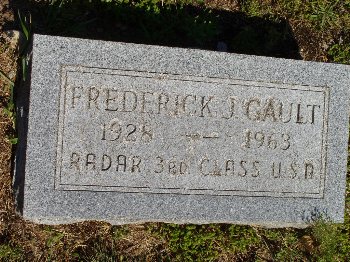 FREDERICK J GAULT
1928 — 1963
RADAR 3RD CLASS U.S.N